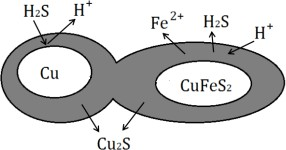 H₂S H⁺ Fe²⁺ H₂S H⁺
Cu CuFeS₂
Cu₂S